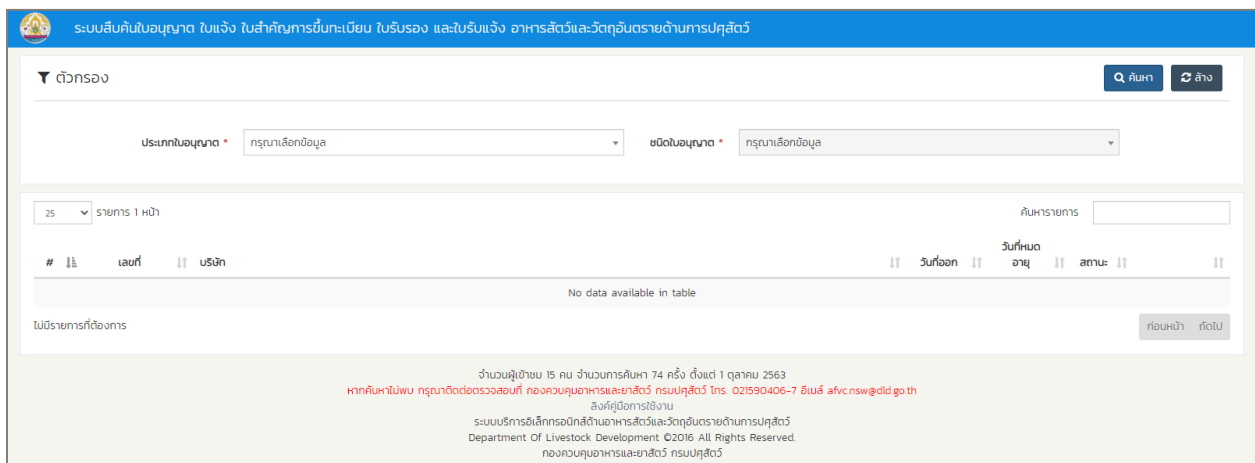 ระบบสืบค้นใบอนุญาต ใบแจ้ง ใบสำคัญการขึ้นทะเบียน ใบรับรอง และใบรับแจ้ง อาหารสัตว์และวัตถุอันตรายด้านการปศุสัตว์
ตัวกรอง ค้นหา ล้าง
ประเภทใบอนุญาต * กรุณาเลือกข้อมูล ชนิดใบอนุญาต * กรุณาเลือกข้อมูล
25 รายการ 1 หน้า ค้นหารายการ
# เลขที่ บริษัท วันที่ออก วันที่หมดอายุ สถานะ
No data available in table
ไม่มีรายการที่ต้องการ ก่อนหน้า ถัดไป
จำนวนผู้เข้าชม 15 คน จำนวนการค้นหา 74 ครั้ง ตั้งแต่ 1 ตุลาคม 2563
หากค้นหาไม่พบ กรุณาติดต่อตรวจสอบที่ กองควบคุมอาหารและยาสัตว์ กรมปศุสัตว์ โทร. 021590406-7 อีเมล์ afvc.nsw@dld.go.th
ลิงค์คู่มือการใช้งาน
ระบบบริการอิเล็กทรอนิกส์ด้านอาหารสัตว์และวัตถุอันตรายด้านการปศุสัตว์
Department Of Livestock Development ©2016 All Rights Reserved.
กองควบคุมอาหารและยาสัตว์ กรมปศุสัตว์